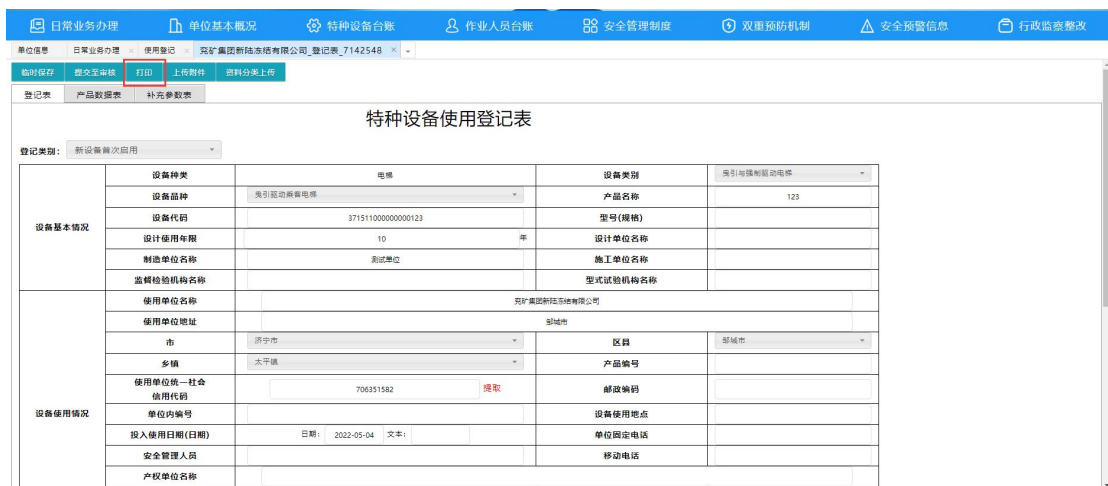 日常业务办理 单位基本概况 特种设备台账 作业人员台账 安全管理制度 双重预防机制 安全预警信息 行政监察整改
单位信息 日常业务办理 × 使用登记 × 兖矿集团新陆冻结有限公司_登记表_7142548 ×
临时保存 提交至审核 打印 上传附件 资料分类上传
登记表 产品数据表 补充参数表
特种设备使用登记表
登记类别: 新设备首次启用
设备基本情况
设备种类 电梯 设备类别 曳引与强制驱动电梯
设备品种 曳引驱动乘客电梯 产品名称 123
设备代码 371511000000000123 型号(规格)
设计使用年限 10 年 设计单位名称
制造单位名称 测试单位 施工单位名称
监督检验机构名称 型式试验机构名称
设备使用情况
使用单位名称 兖矿集团新陆冻结有限公司
使用单位地址 邹城市
市 济宁市 区县 邹城市
乡镇 太平镇 产品编号
使用单位统一社会
信用代码 706351582 提取 邮政编码
单位内编号 设备使用地点
投入使用日期(日期) 日期: 2022-05-04 文本: 单位固定电话
安全管理人员 移动电话
产权单位名称